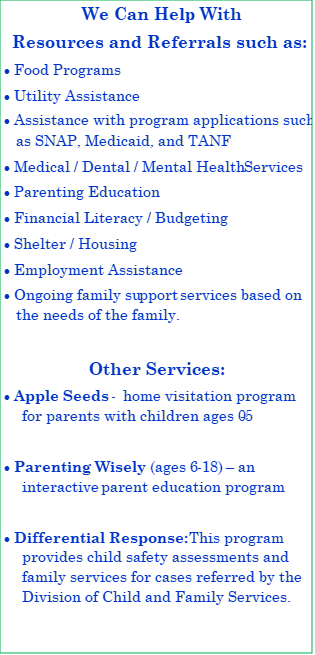 We Can Help With
Resources and Referrals such as:
• Food Programs
• Utility Assistance
• Assistance with program applications such
as SNAP, Medicaid, and TANF
• Medical / Dental / Mental HealthServices
• Parenting Education
• Financial Literacy / Budgeting
• Shelter / Housing
• Employment Assistance
• Ongoing family support services based on
the needs of the family.
Other Services:
• Apple Seeds - home visitation program
for parents with children ages 0-5
• Parenting Wisely (ages 6-18) – an
interactive parent education program
• Differential Response:This program
provides child safety assessments and
family services for cases referred by the
Division of Child and Family Services.